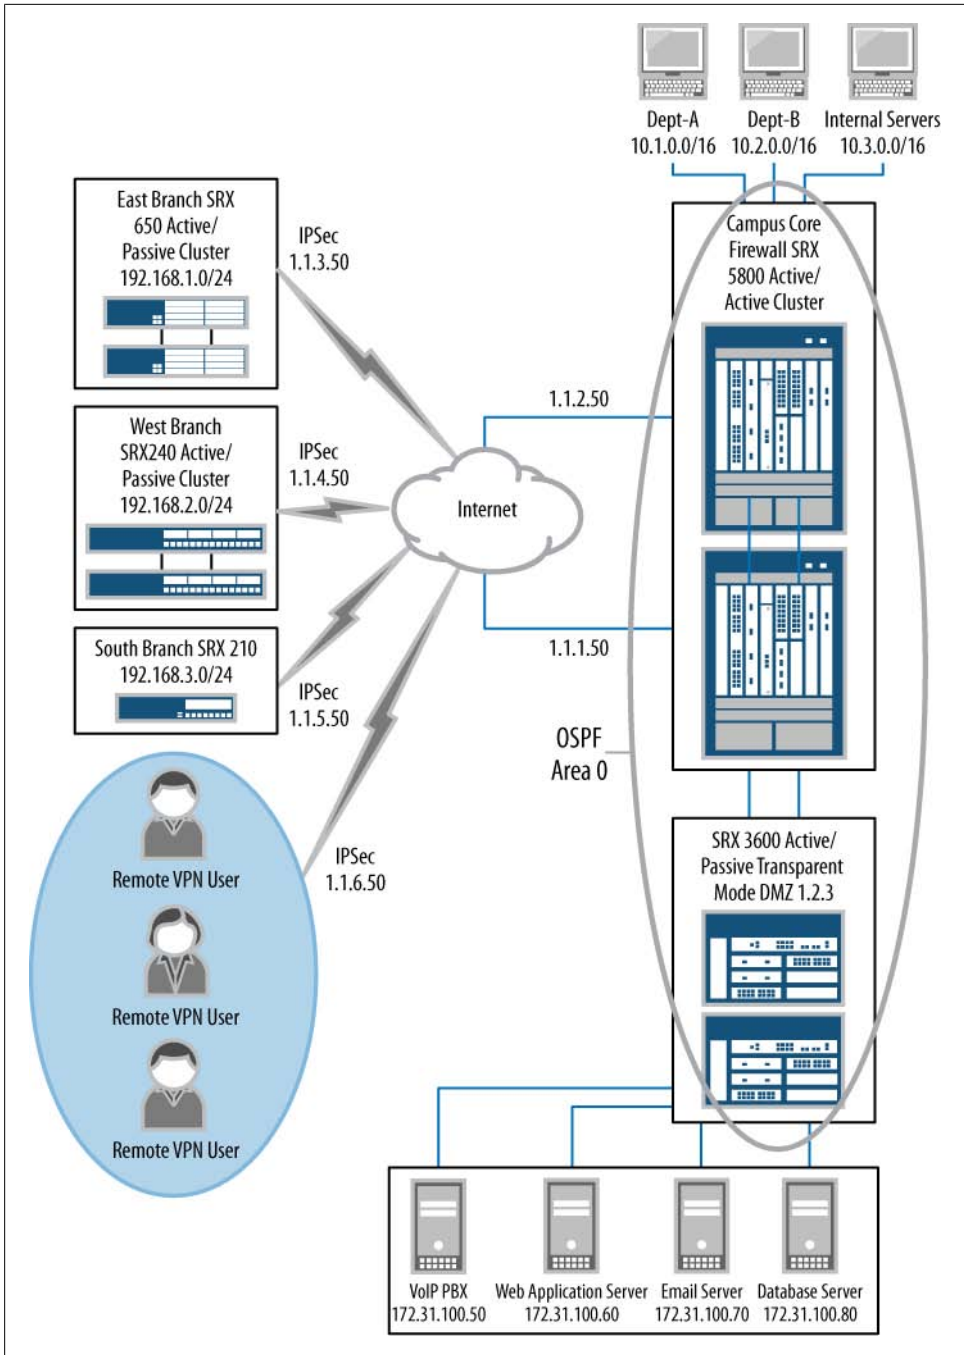 Dept-A
10.1.0.0/16
Dept-B
10.2.0.0/16
Internal Servers
10.3.0.0/16
East Branch SRX
650 Active/
Passive Cluster
192.168.1.0/24
IPSec
1.1.3.50
Campus Core
Firewall SRX
5800 Active/
Active Cluster
West Branch
SRX240 Active/
Passive Cluster
192.168.2.0/24
IPSec
1.1.4.50
1.1.2.50
Internet
South Branch SRX 210
192.168.3.0/24
IPSec
1.1.5.50
1.1.1.50
OSPF
Area 0
Remote VPN User
Remote VPN User
Remote VPN User
IPSec
1.1.6.50
SRX 3600 Active/
Passive Transparent
Mode DMZ 1.2.3
VoIP PBX
172.31.100.50
Web Application Server
172.31.100.60
Email Server
172.31.100.70
Database Server
172.31.100.80